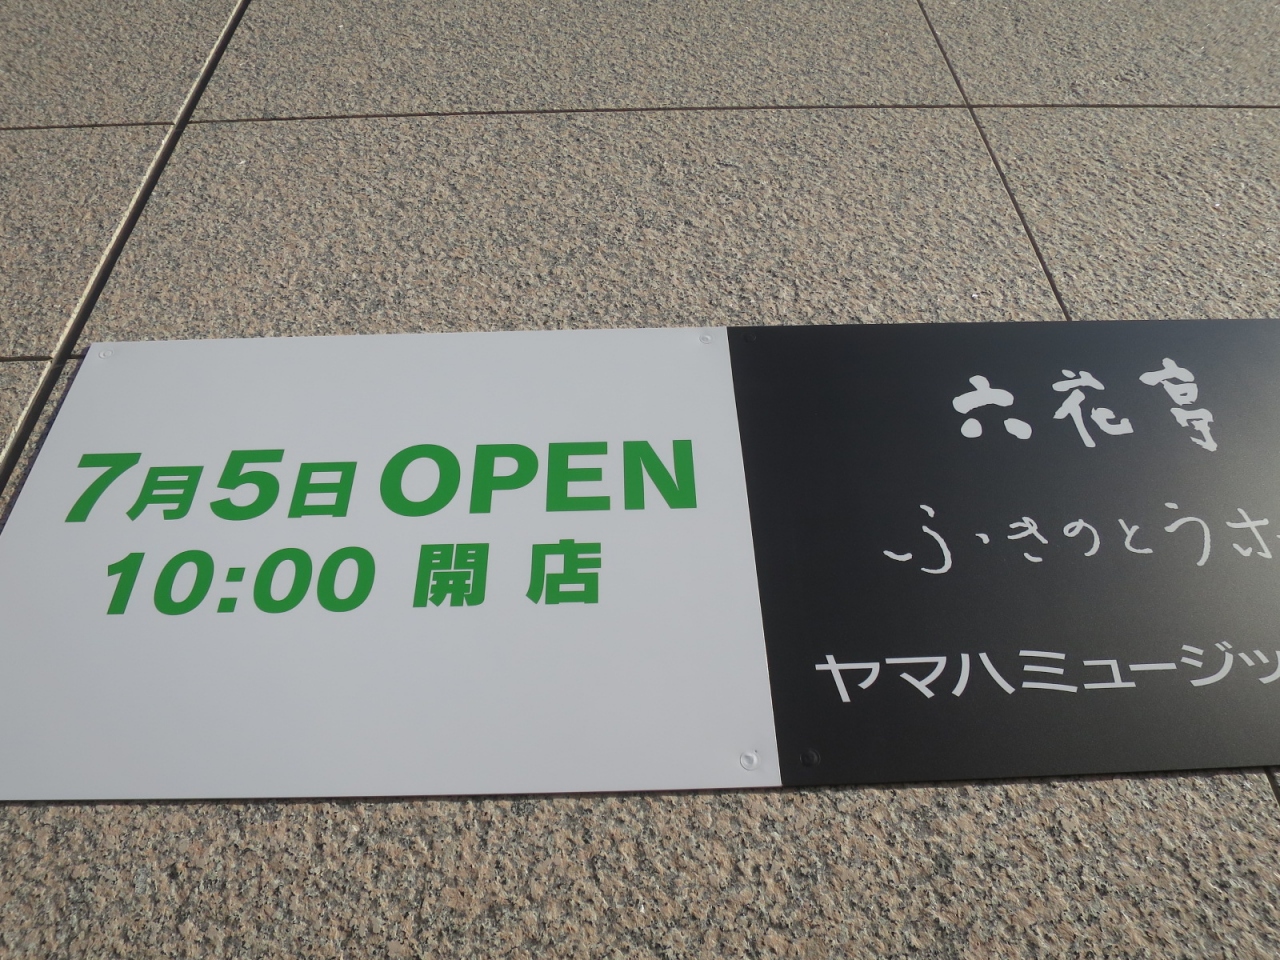 7月5日 OPEN
10:00 開店
六花亭
ふきのとうホ
ヤマハミュージッ